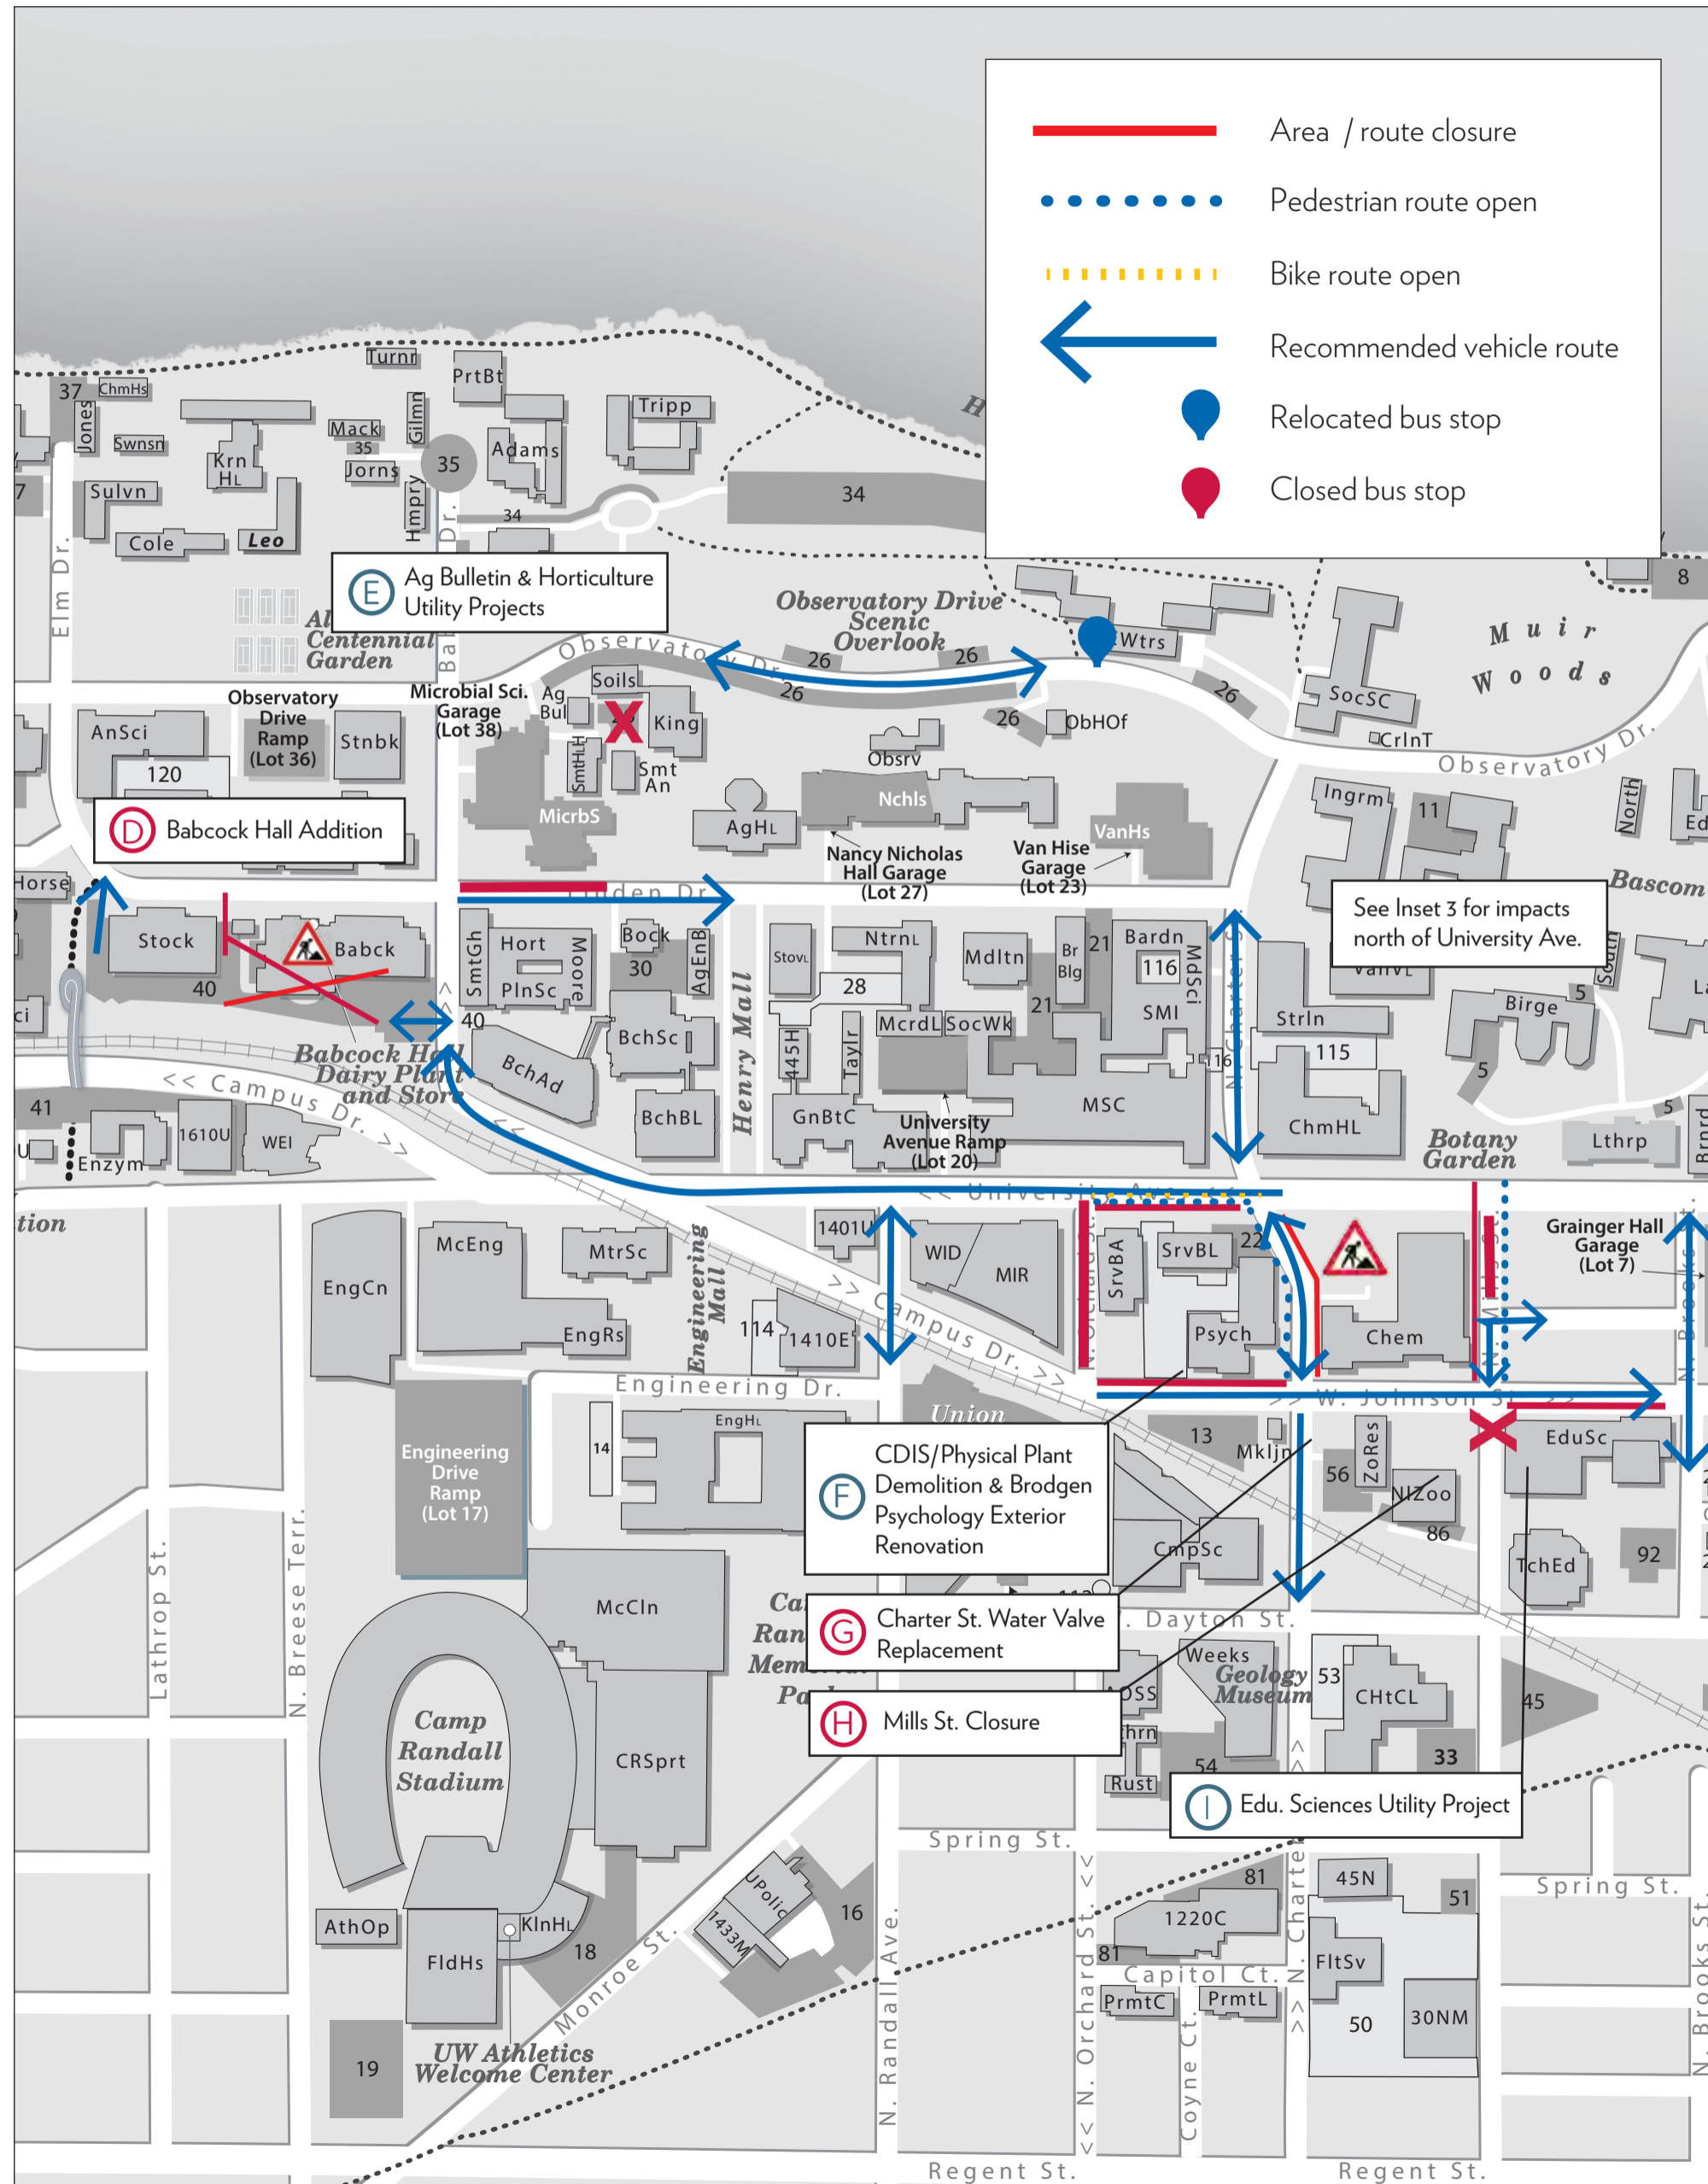 Area / route closure
Pedestrian route open
Bike route open
Recommended vehicle route
Relocated bus stop
Closed bus stop
Turnr
PrtBt
37
ChmHs
Jones
Swnsn
Krn
HL
Mack
35
Jorns
Gilmn
35
Adams
Tripp
Sulvn
Hmpry
34
34
7
Cole
Leo
Elm Dr.
Dr.
E
Ag Bulletin & Horticulture
Utility Projects
Centennial
Garden
Observatory Drive
Scenic
Overlook
Observatory Dr.
26
26
26
26
26
Wtrs
SocSC
Muir
Woods
8
CrlnT
Observatory Dr.
Observatory
Drive
Ramp
(Lot 36)
Microbial Sci.
Garage
(Lot 38)
Ag
Bul
Soils
King
SmtHLH
Smt
An
AnSci
120
Stnbk
ObHOf
Obsrv
MicrbS
AgHL
Nchls
VanHs
Nancy Nicholas
Hall Garage
(Lot 27)
Van Hise
Garage
(Lot 23)
Ingrm
11
North
Ed
Bascom
D
Babcock Hall Addition
Horse
See Inset 3 for impacts
north of University Ave.
Stock
Babck
40
SmtGh
Hort
PlnSc
Moore
Bock
30
AgEnB
StovL
NtrnL
28
Mdltn
Br
Blg
21
21
Bardn
116
MdSci
SMI
N. Charter S
VanVL
South
5
Birge
La
40
BchSc
BchAd
BchBL
Henry Mall
445H
Taylr
McrdL
SocWk
116
StrIn
115
5
ChmHL
MSC
GnBtC
University
Avenue Ramp
(Lot 20)
Botany
Garden
Lthrp
5
Brnrd
Babcock Hall
Dairy Plant
and Store
<< Campus Dr. >>
41
Enzym
1610U
WEI
<<
<< University Ave. <<
tion
EngCn
McEng
MtrSc
EngRs
Engineering
Mall
1401U
WID
MIR
114
1410E
>> Campus Dr. >>
SrvBA
SrvBL
22
Psych
Chem
Grainger Hall
Garage
(Lot 7)
Engineering Dr.
Engineering
Drive
Ramp
(Lot 17)
14
EngHL
Union
>> W. Johnson S >>
13
MkIjn
56
ZoRes
NIZoo
86
EduSc
TchEd
92
F
CDIS/Physical Plant
Demolition & Brodgen
Psychology Exterior
Renovation
CmpSc
. Dayton St.
G
Charter St. Water Valve
Replacement
H
Mills St. Closure
Lathrop St.
N. Breese Terr.
McCln
Camp
Randall
Stadium
CRSprt
Weeks
Geology
Museum
53
CHtCL
33
45
Rust
54
I
Edu. Sciences Utility Project
Spring St.
Spring St.
AthOp
KlnHL
FldHs
18
UPolic
1433M
16
Monroe St.
N. Randall Ave.
<< N. Orchard St. <<
81
1220C
81
Capitol Ct.
PrmtC
PrmtL
Coyne Ct.
>> N. Charter
45N
51
FltSv
50
30NM
N. Brooks St.
19
UW Athletics
Welcome Center
Regent St.
Regent St.